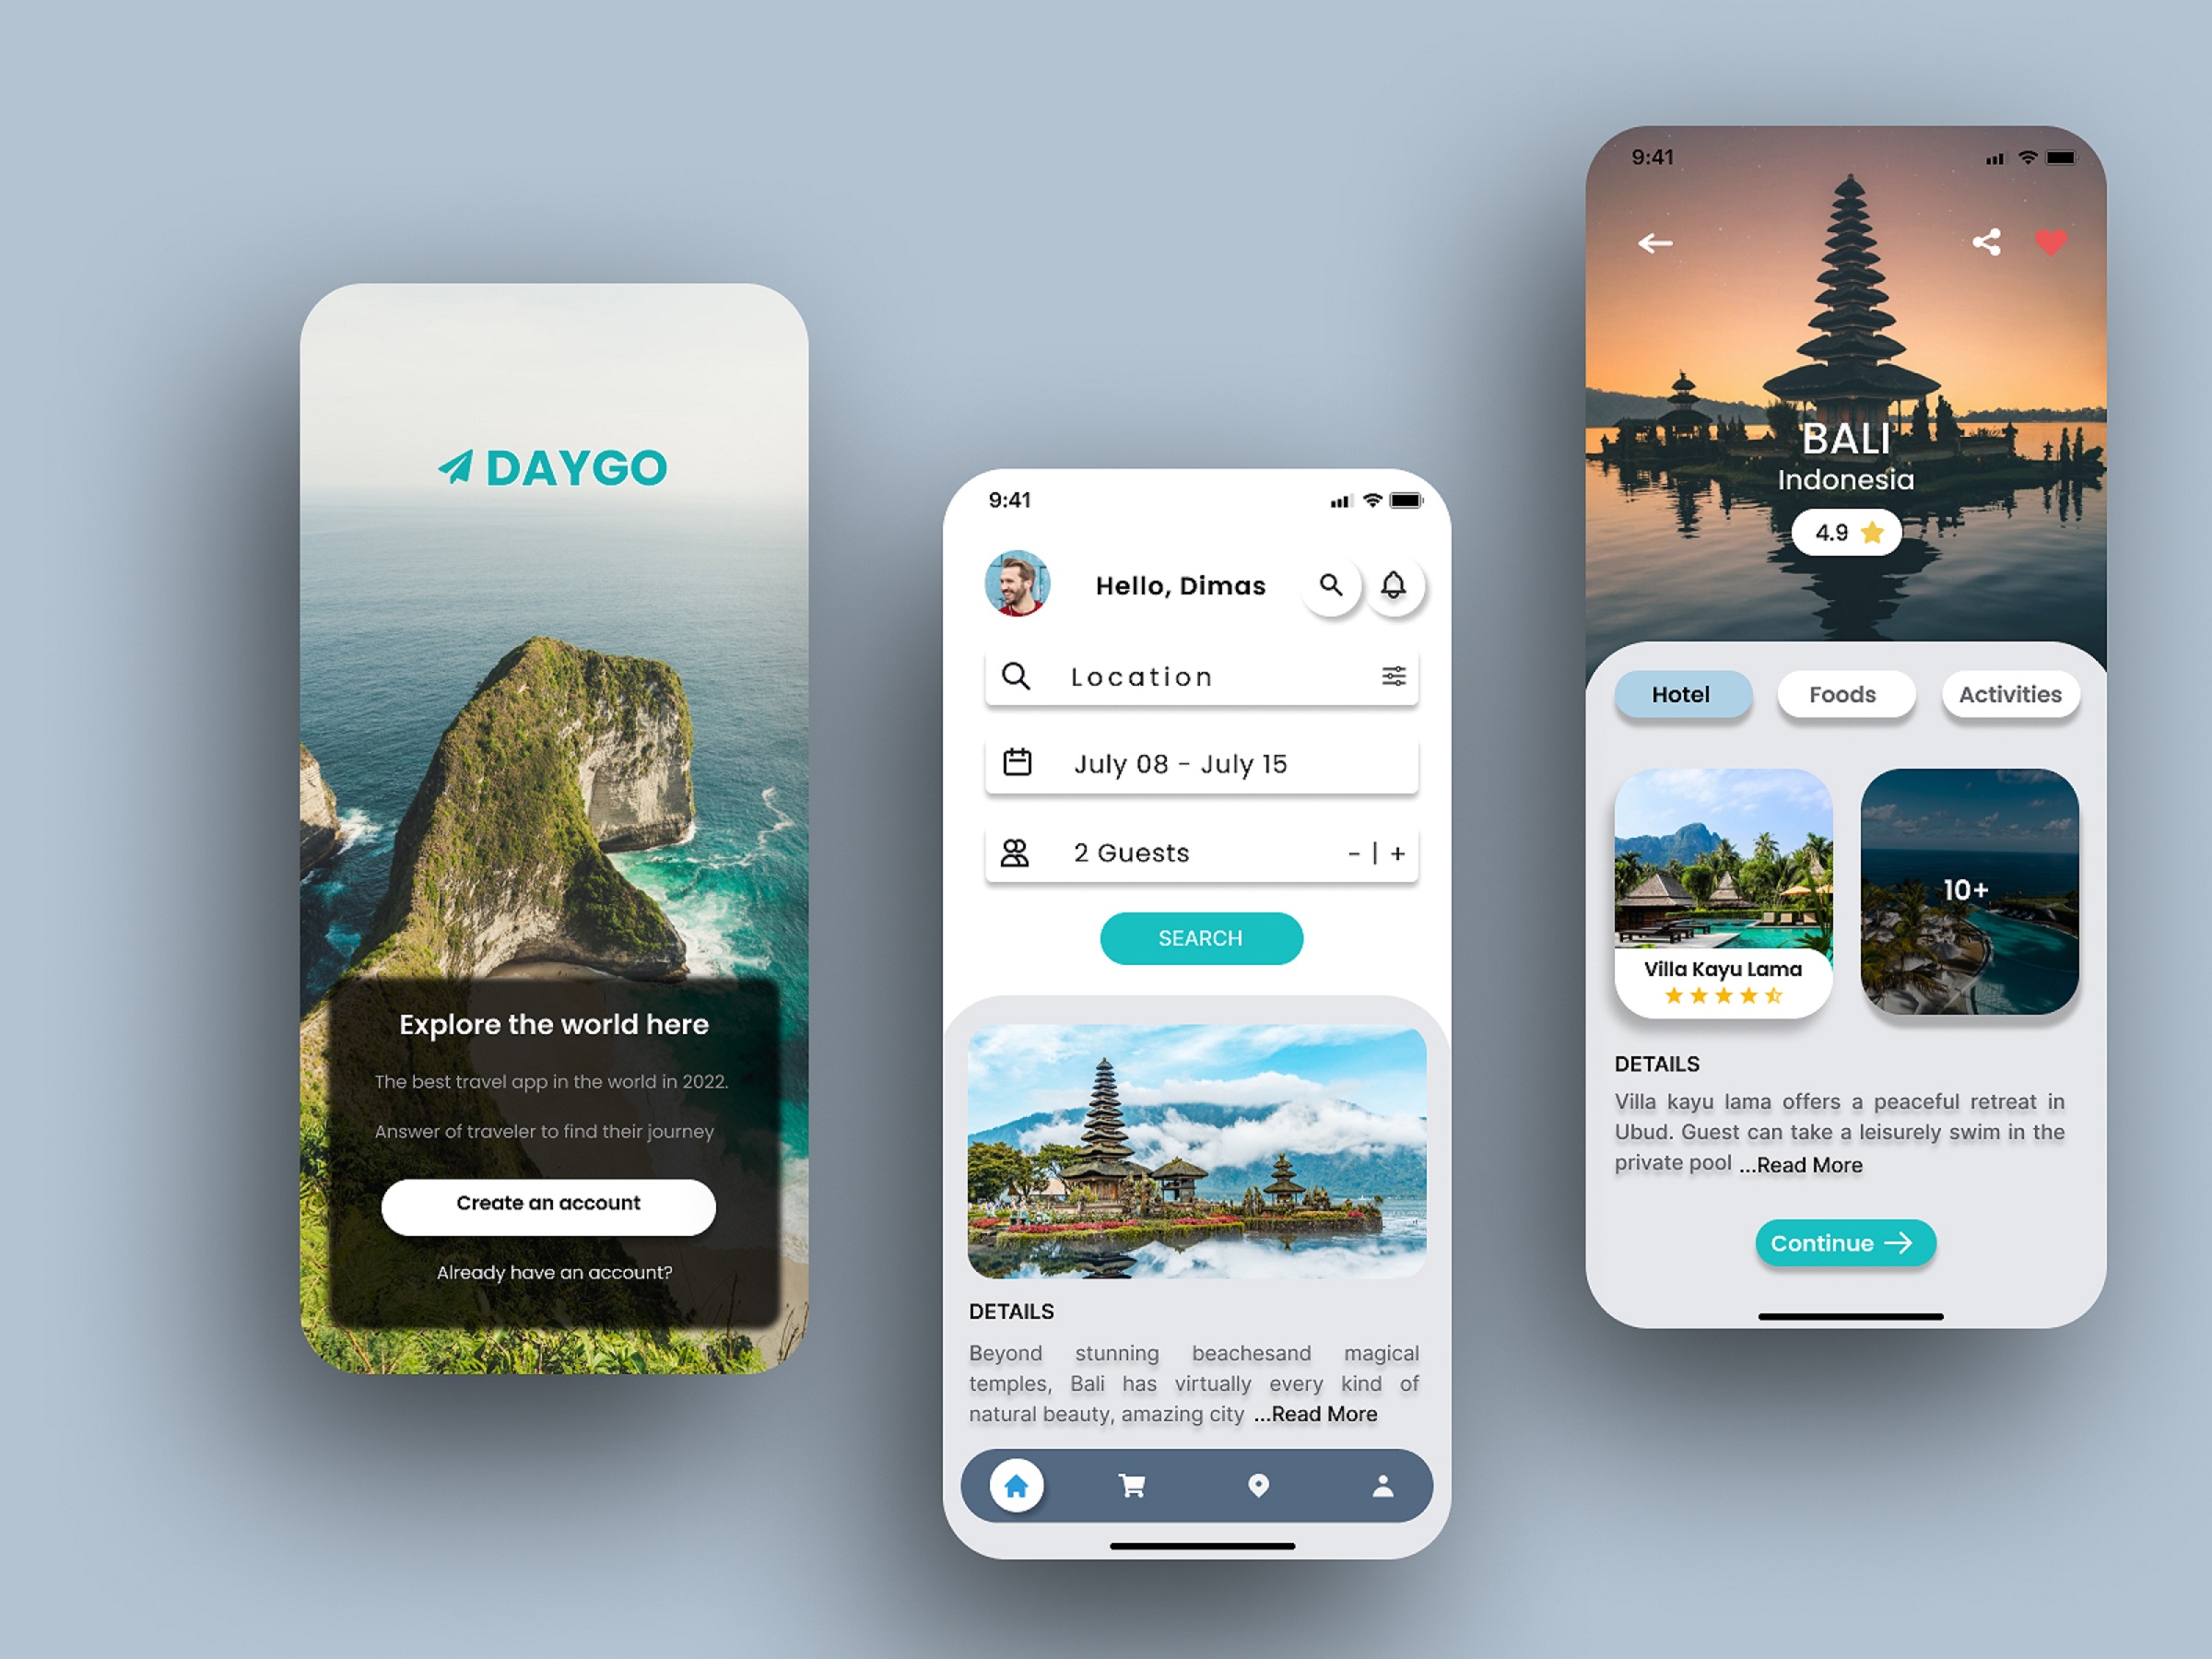 DAYGO
Explore the world here
The best travel app in the world in 2022.
Answer of traveler to find their journey
Create an account
Already have an account?
9:41
Hello, Dimas
Location
July 08 - July 15
2 Guests - | +
SEARCH
DETAILS
Beyond stunning beachesand magical
temples, Bali has virtually every kind of
natural beauty, amazing city ...Read More
9:41
BALI
Indonesia
4.9
Hotel Foods Activities
10+
Villa Kayu Lama
DETAILS
Villa kayu lama offers a peaceful retreat in
Ubud. Guest can take a leisurely swim in the
private pool ...Read More
Continue